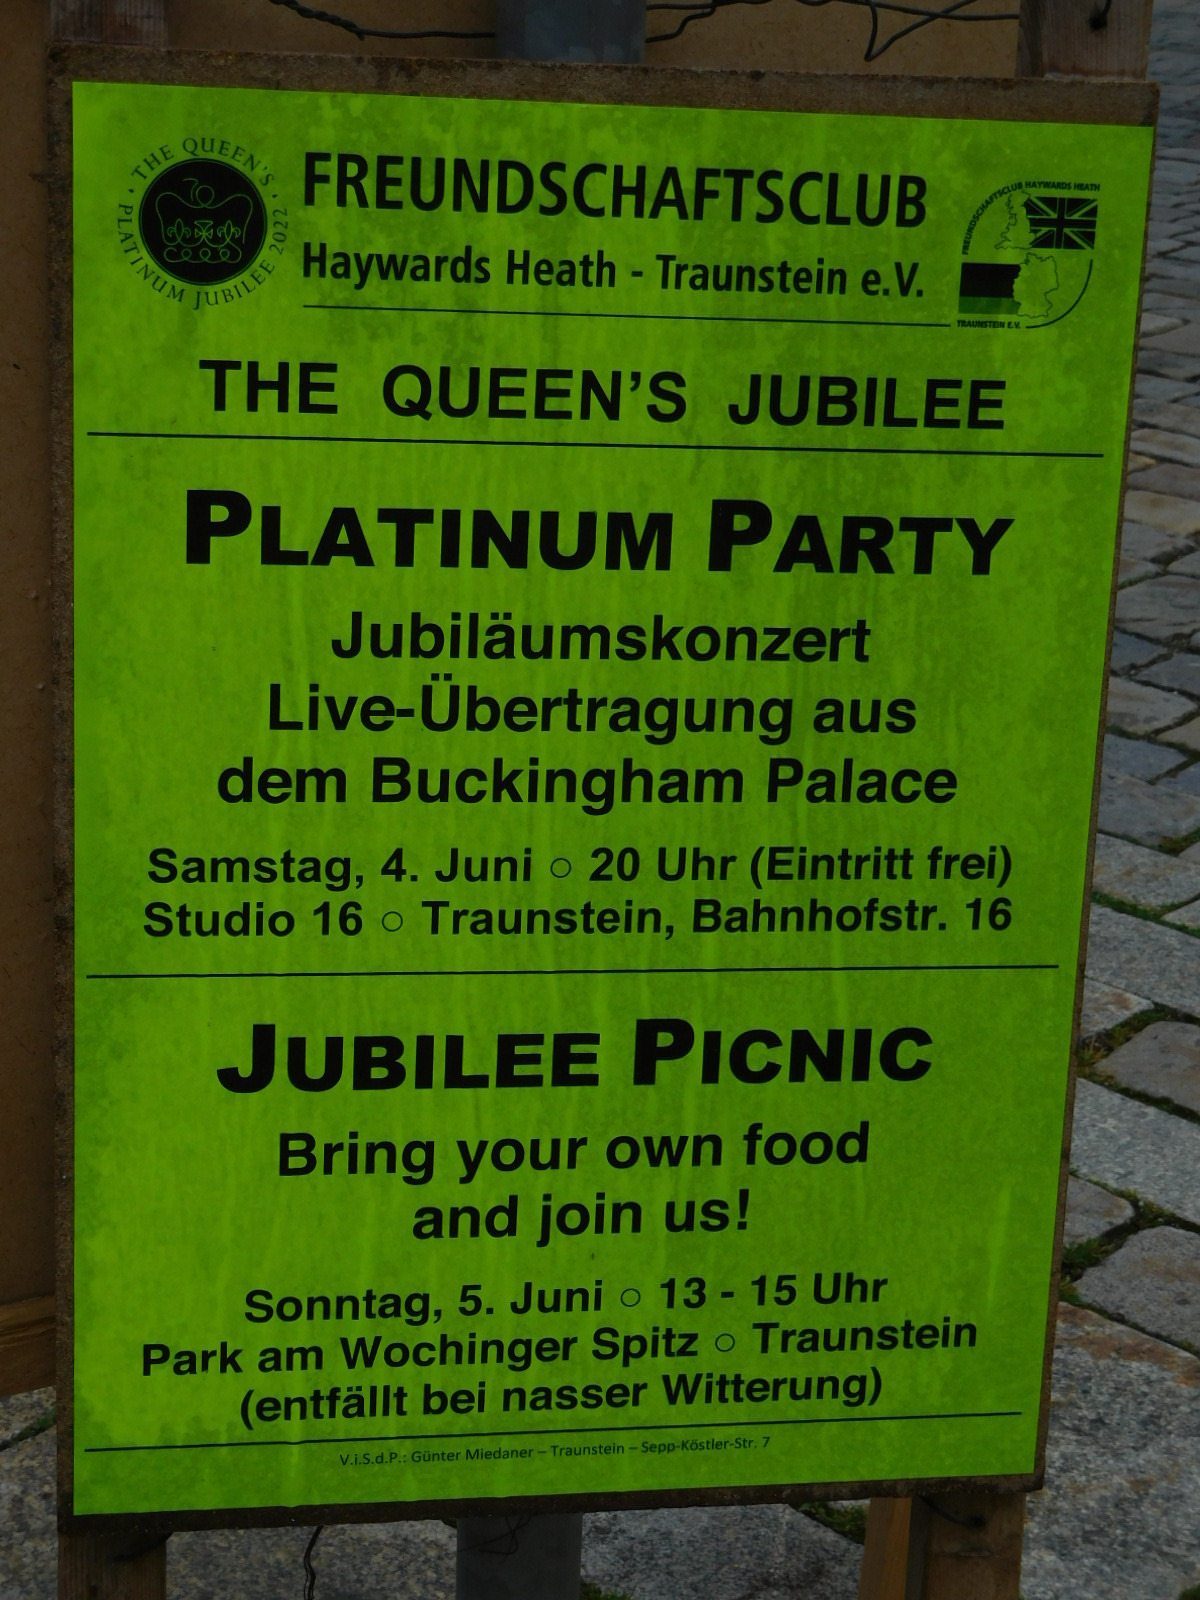 THE QUEEN'S
PLATINUM JUBILEE 2022
FREUNDSCHAFTSCLUB
Haywards Heath - Traunstein e.V.
FREUNDSCHAFTSCLUB HAYWARDS HEATH
TRAUNSTEIN E.V.
THE QUEEN'S JUBILEE
PLATINUM PARTY
Jubiläumskonzert
Live-Übertragung aus
dem Buckingham Palace
Samstag, 4. Juni ○ 20 Uhr (Eintritt frei)
Studio 16 ○ Traunstein, Bahnhofstr. 16
JUBILEE PICNIC
Bring your own food
and join us!
Sonntag, 5. Juni ○ 13 - 15 Uhr
Park am Wochinger Spitz ○ Traunstein
(entfällt bei nasser Witterung)
V.i.S.d.P.: Günter Miedaner – Traunstein – Sepp-Köstler-Str. 7